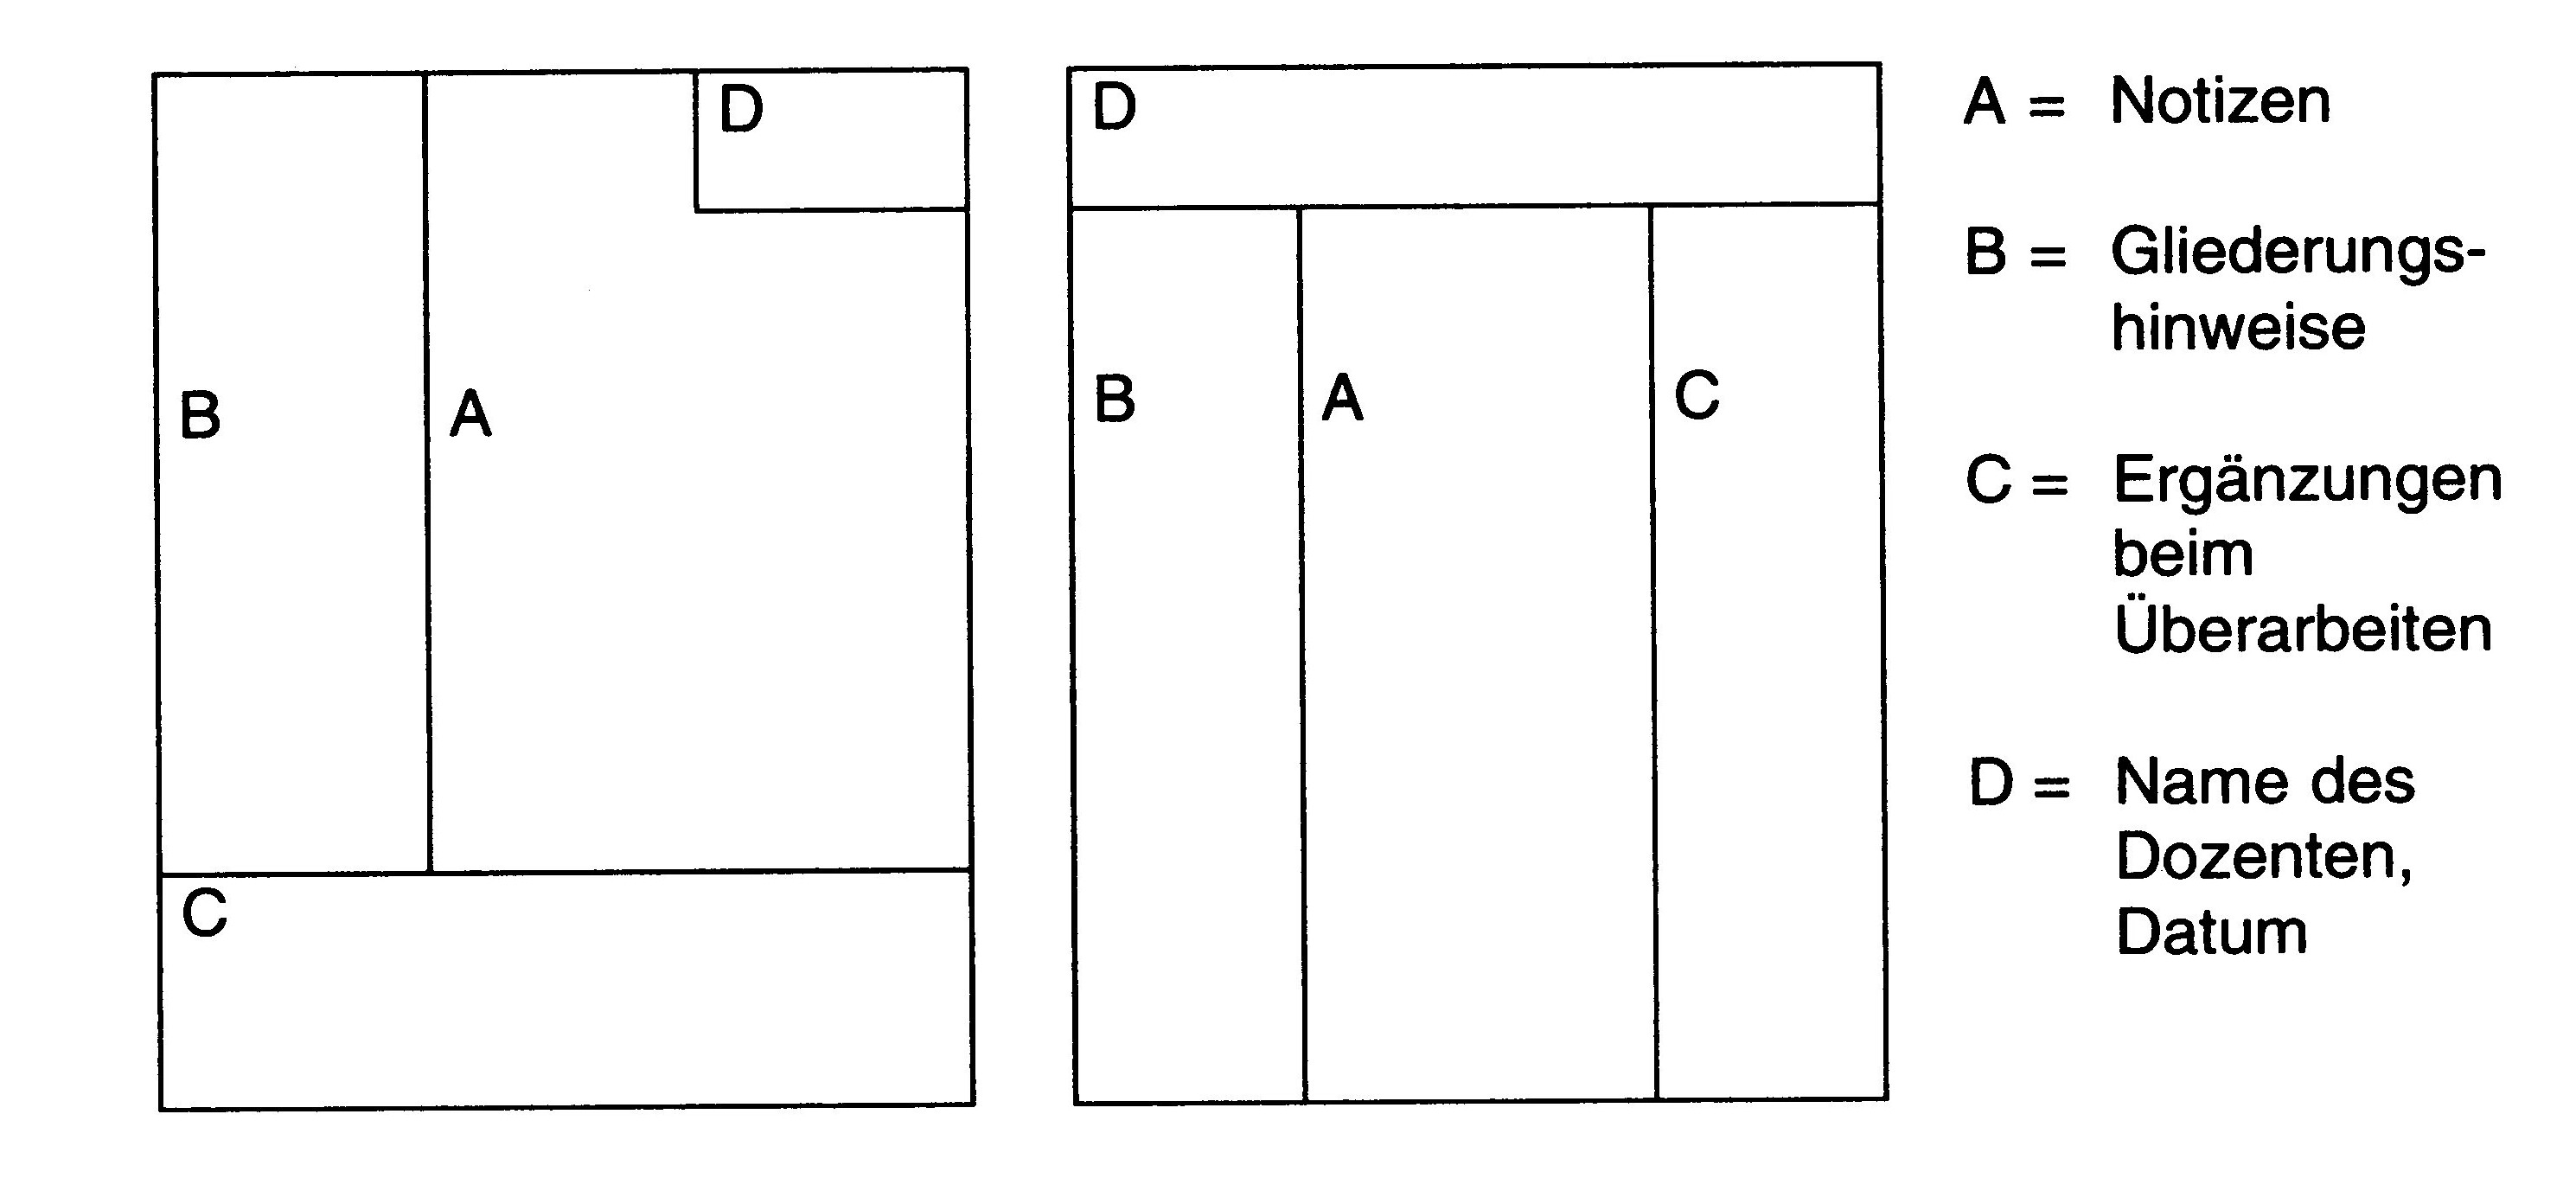 D
B
A
C
D
B
A
C
A = Notizen
B = Gliederungs-
hinweise
C = Ergänzungen
beim
Überarbeiten
D = Name des
Dozenten,
Datum